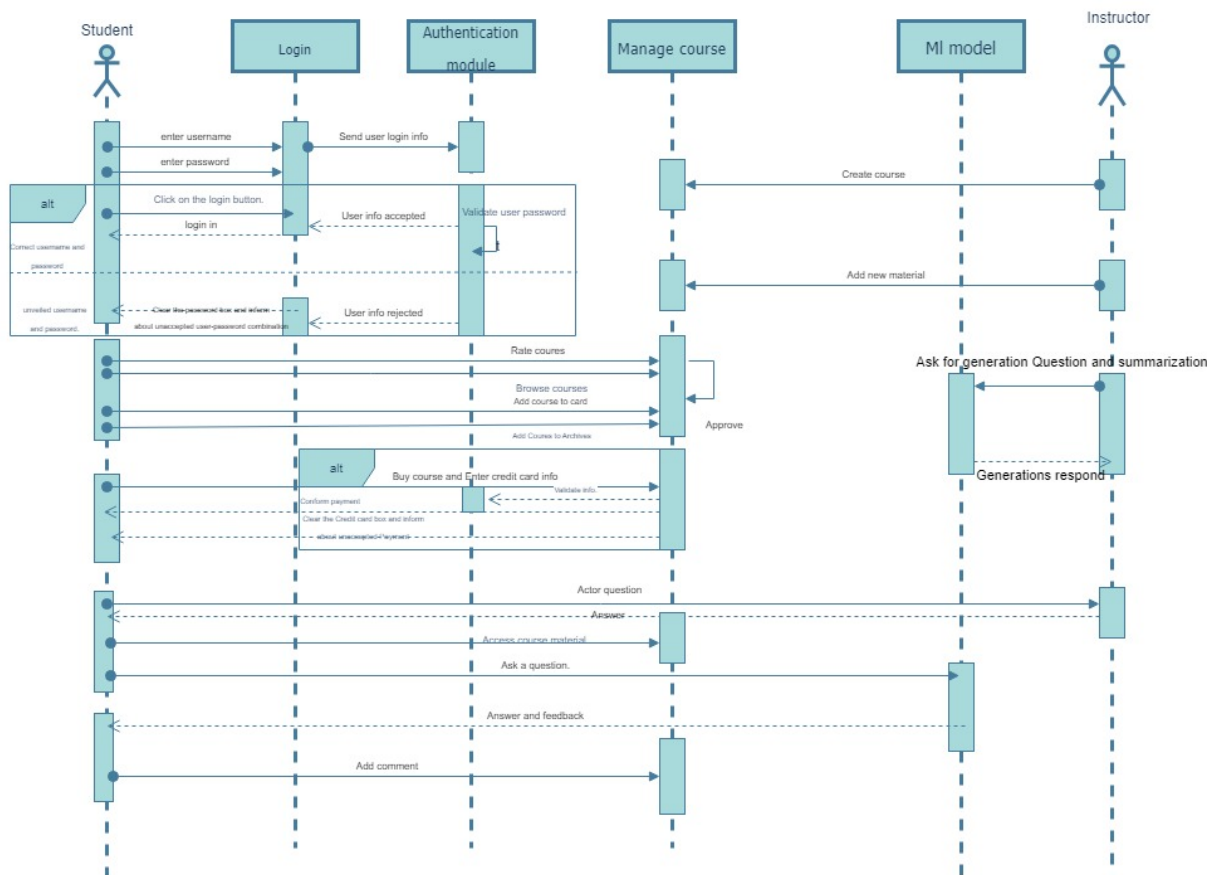 Student
Login
Authentication
module
Manage course
Ml model
Instructor
enter username
Send user login info
enter password
Create course
alt
Click on the login button.
User info accepted
Validate user password
login in
Correct username and
password
Add new material
unvelled username
and password.
Clear the password box and inform
about unaccepted user-password combination
User info rejected
Rate coures
Ask for generation Question and summarization
Browse courses
Add course to card
Approve
Add Coures to Archives
alt
Buy course and Enter credit card info
Generations respond
Validate info.
Conform payment
Clear the Credit card box and inform
about unaccepted Payment
Actor question
Answer
Access course material
Ask a question.
Answer and feedback
Add comment